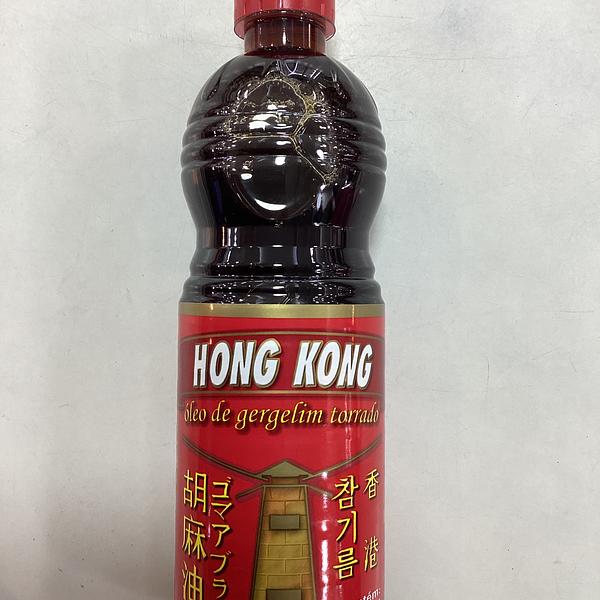 HONG KONG
óleo de gergelim torrado
胡麻油
ゴマアブラ
참기름
香港